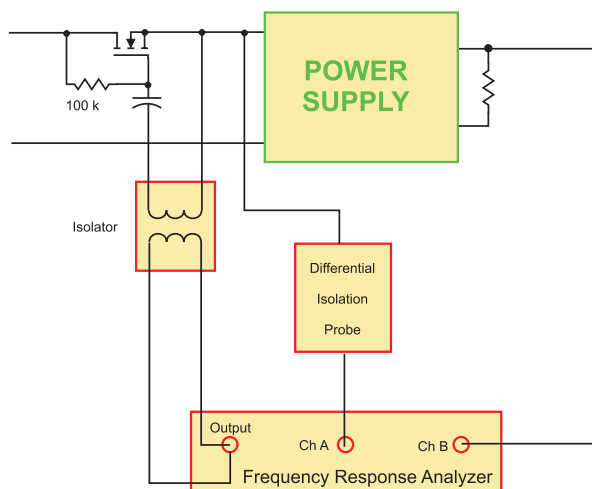 POWER
SUPPLY
100 k
Isolator
Differential
Isolation
Probe
Output
Ch A
Ch B
Frequency Response Analyzer